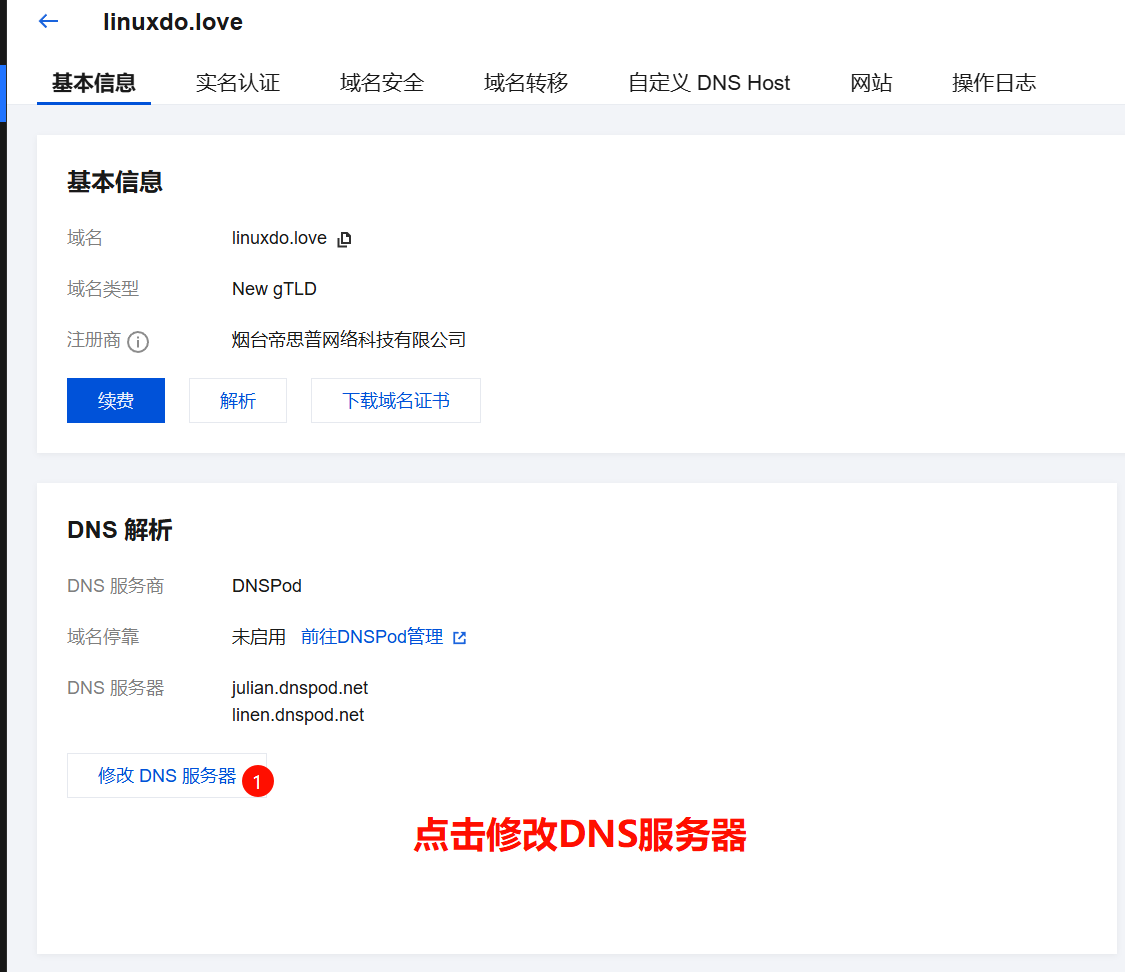 linuxdo.love
基本信息 实名认证 域名安全 域名转移 自定义 DNS Host 网站 操作日志
基本信息
域名 linuxdo.love
域名类型 New gTLD
注册商 烟台帝思普网络科技有限公司
续费 解析 下载域名证书
DNS 解析
DNS 服务商 DNSPod
域名停靠 未启用 前往DNSPod管理
DNS 服务器 julian.dnspod.net
linen.dnspod.net
修改 DNS 服务器 1
点击修改DNS服务器